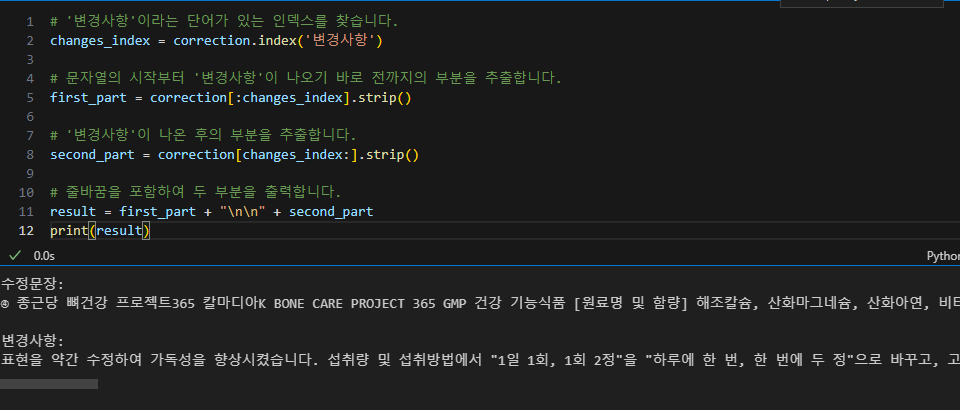 1 # '변경사항'이라는 단어가 있는 인덱스를 찾습니다.
2 changes_index = correction.index('변경사항')
3
4 # 문자열의 시작부터 '변경사항'이 나오기 바로 전까지의 부분을 추출합니다.
5 first_part = correction[:changes_index].strip()
6
7 # '변경사항'이 나온 후의 부분을 추출합니다.
8 second_part = correction[changes_index:].strip()
9
10 # 줄바꿈을 포함하여 두 부분을 출력합니다.
11 result = first_part + "\n\n" + second_part
12 print(result)
0.0s Python
수정문장:
종근당 뼈건강 프로젝트365 칼마디아K BONE CARE PROJECT 365 GMP 건강 기능식품 [원료명 및 함량] 해조칼슘, 산화마그네슘, 산화아연, 비타
변경사항:
표현을 약간 수정하여 가독성을 향상시켰습니다. 섭취량 및 섭취방법에서 "1일 1회, 1회 2정"을 "하루에 한 번, 한 번에 두 정"으로 바꾸고, 고